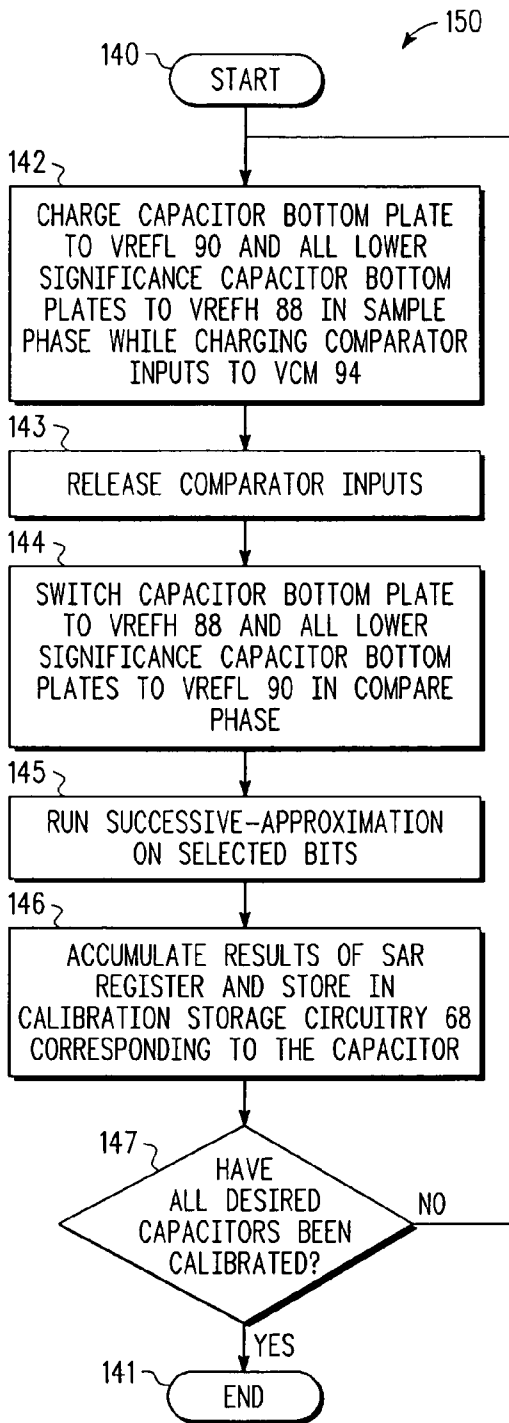 150
140
START
142
CHARGE CAPACITOR BOTTOM PLATE
TO VREFL 90 AND ALL LOWER
SIGNIFICANCE CAPACITOR BOTTOM
PLATES TO VREFH 88 IN SAMPLE
PHASE WHILE CHARGING COMPARATOR
INPUTS TO VCM 94
143
RELEASE COMPARATOR INPUTS
144
SWITCH CAPACITOR BOTTOM PLATE
TO VREFH 88 AND ALL LOWER
SIGNIFICANCE CAPACITOR BOTTOM
PLATES TO VREFL 90 IN COMPARE
PHASE
145
RUN SUCCESSIVE-APPROXIMATION
ON SELECTED BITS
146
ACCUMULATE RESULTS OF SAR
REGISTER AND STORE IN
CALIBRATION STORAGE CIRCUITRY 68
CORRESPONDING TO THE CAPACITOR
147
HAVE
ALL DESIRED
CAPACITORS BEEN
CALIBRATED?
NO
YES
141
END